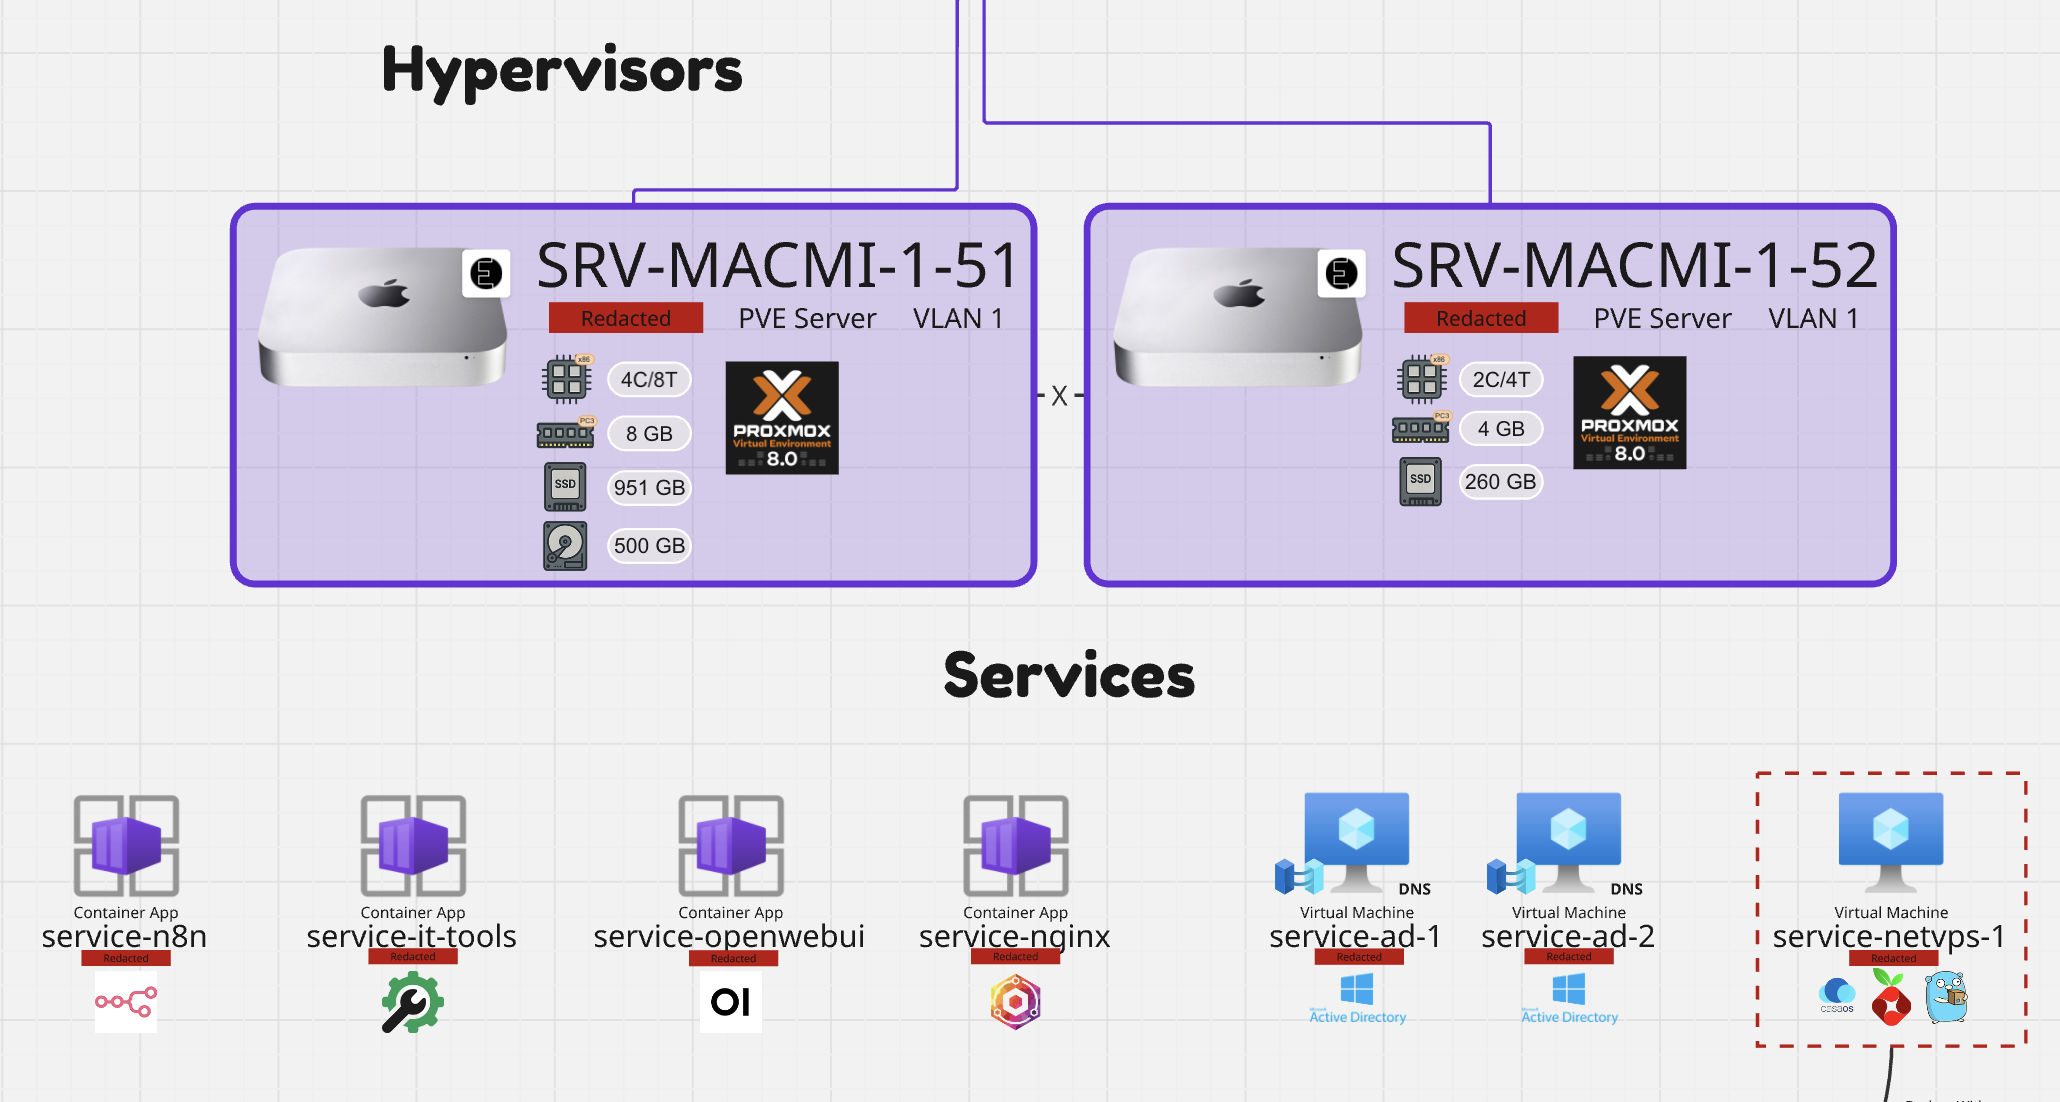 Hypervisors
SRV-MACMI-1-51
Redacted PVE Server VLAN 1
x86
4C/8T
PC3
8 GB
SSD
951 GB
500 GB
PROXMOX
Virtual Environment
8.0
X
SRV-MACMI-1-52
Redacted PVE Server VLAN 1
x86
2C/4T
PC3
4 GB
SSD
260 GB
PROXMOX
Virtual Environment
8.0
Services
Container App
service-n8n
Redacted
Container App
service-it-tools
Redacted
Container App
service-openwebui
Redacted
OI
Container App
service-nginx
Redacted
DNS
Virtual Machine
service-ad-1
Redacted
Microsoft
Active Directory
DNS
Virtual Machine
service-ad-2
Redacted
Microsoft
Active Directory
Virtual Machine
service-netvps-1
Redacted
casaos